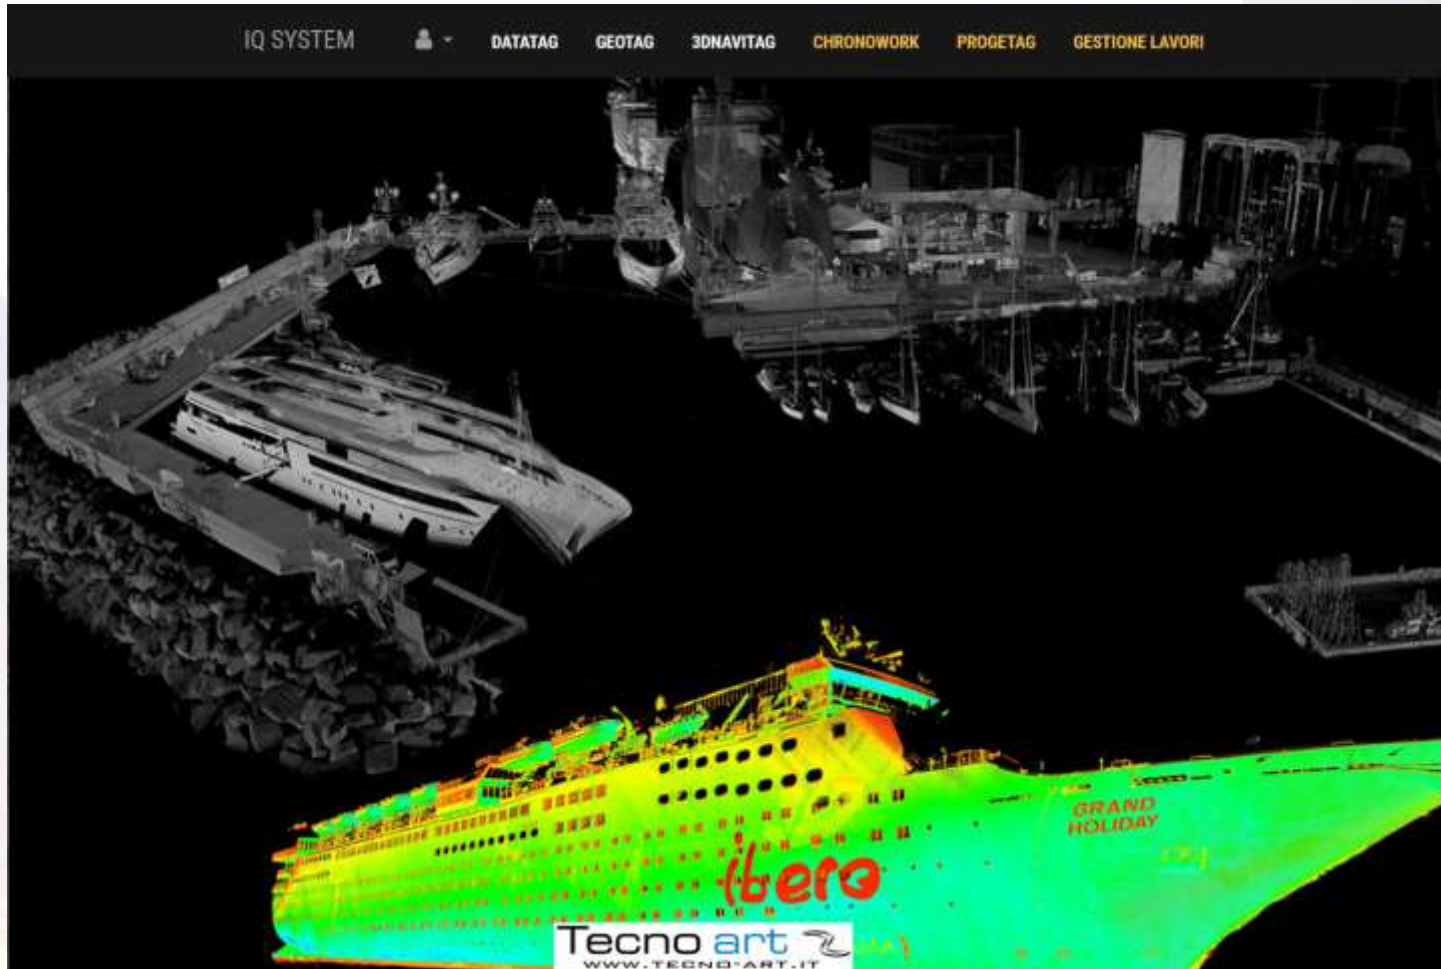 IQ SYSTEM DATATAG GEOTAG 3DNAVITAG CHRONOWORK PROGETAG GESTIONE LAVORI
GRAND
HOLIDAY
ibero
Tecno art
WWW.TECNO-ART.IT